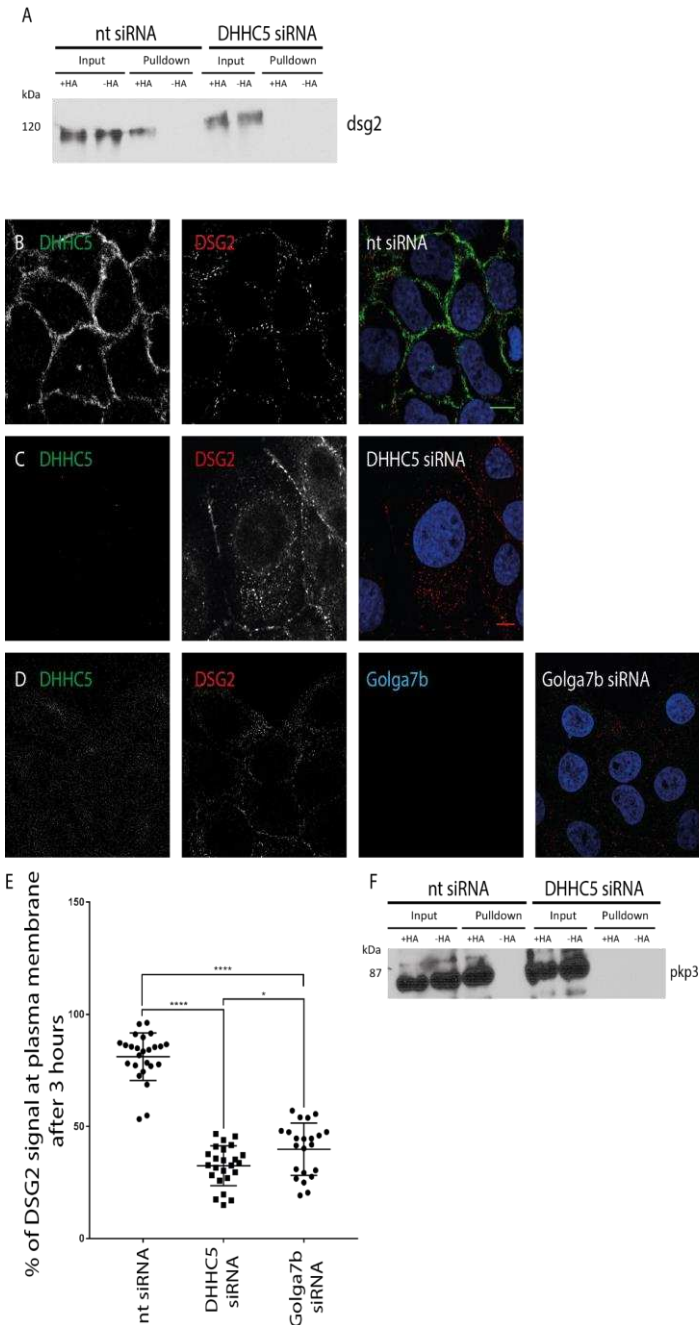 A
nt siRNA DHHC5 siRNA
Input Pulldown Input Pulldown
+HA -HA +HA -HA +HA -HA +HA -HA
kDa
120
dsg2
B DHHC5 DSG2 nt siRNA
C DHHC5 DSG2 DHHC5 siRNA
D DHHC5 DSG2 Golga7b Golga7b siRNA
E
% of DSG2 signal at plasma membrane
after 3 hours
150
100
50
0
****
****
*
nt siRNA
DHHC5
siRNA
Golga7b
siRNA
F
nt siRNA DHHC5 siRNA
Input Pulldown Input Pulldown
+HA -HA +HA -HA +HA -HA +HA -HA
kDa
87
pkp3